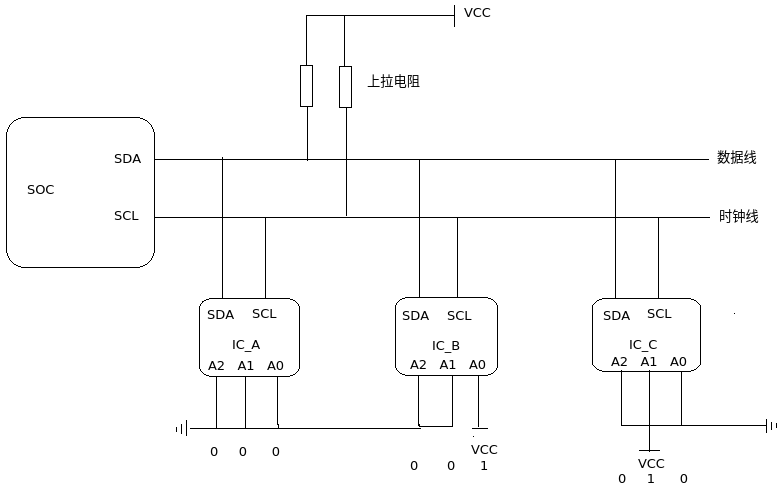 VCC
上拉电阻
SDA
数据线
SOC
SCL
时钟线
SDA SCL
IC_A
A2 A1 A0
SDA SCL
IC_B
A2 A1 A0
SDA SCL
IC_C
A2 A1 A0
0 0 0
VCC
0 0 1
VCC
0 1 0